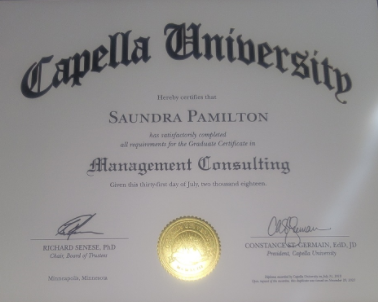 Capella University
Hereby certifies that
SAUNDRA PAMILTON
has satisfactorily completed
all requirements for the Graduate Certificate in
Management Consulting
Given this thirty-first day of July, two thousand eighteen.
RICHARD SENESE, PhD
Chair, Board of Trustees
CONSTANCE ST. GERMAIN, EdD, JD
President, Capella University
Minneapolis, Minnesota